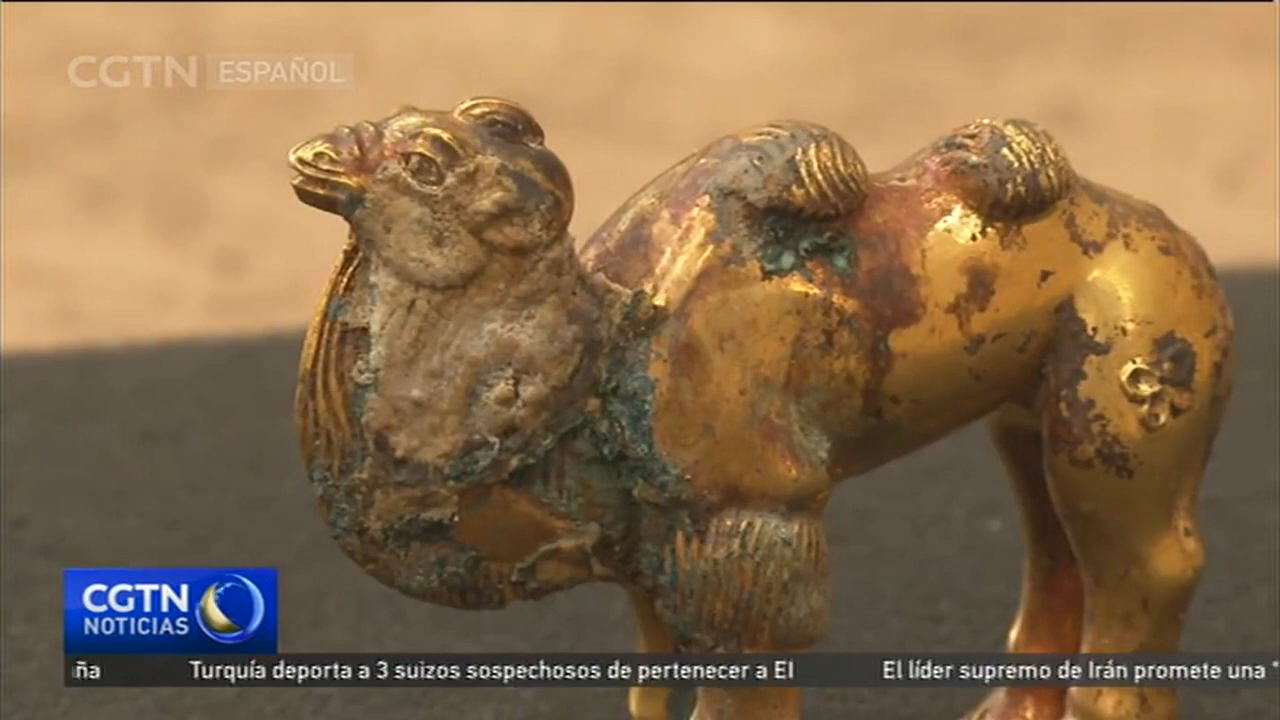 CGTN ESPAÑOL
CGTN
NOTICIAS
ña Turquía deporta a 3 suizos sospechosos de pertenecer a EI El líder supremo de Irán promete una "